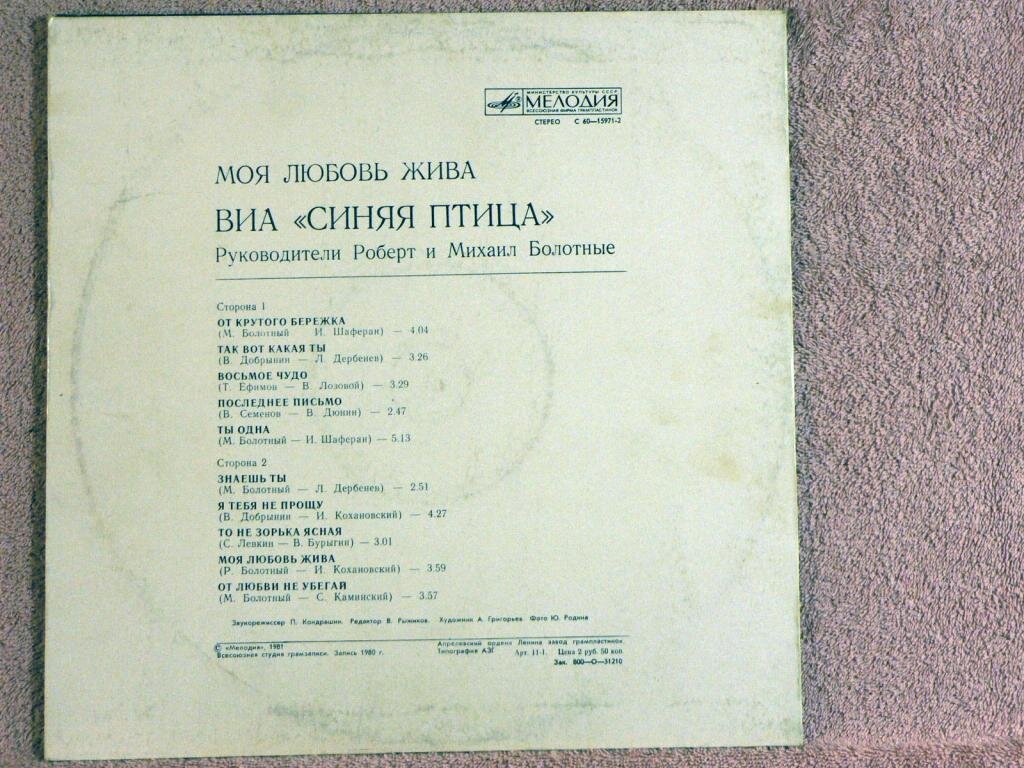 МИНИСТЕРСТВО КУЛЬТУРЫ СССР
МЕЛОДИЯ
ВСЕСОЮЗНАЯ ФИРМА ГРАМПЛАСТИНОК
СТЕРЕО С 60—15971-2
МОЯ ЛЮБОВЬ ЖИВА
ВИА «СИНЯЯ ПТИЦА»
Руководители Роберт и Михаил Болотные
Сторона 1
ОТ КРУТОГО БЕРЕЖКА
(М. Болотный И. Шаферан) — 4.04
ТАК ВОТ КАКАЯ ТЫ
(В. Добрынин — Л. Дербенев) — 3.26
ВОСЬМОЕ ЧУДО
(Т. Ефимов — В. Лозовой) — 3.29
ПОСЛЕДНЕЕ ПИСЬМО
(В. Семенов — В. Дюнин) — 2.47
ТЫ ОДНА
(М. Болотный — И. Шаферан) — 5.13
Сторона 2
ЗНАЕШЬ ТЫ
(М. Болотный — Л. Дербенев) — 2.51
Я ТЕБЯ НЕ ПРОЩУ
(В. Добрынин — И. Кохановский) — 4.27
ТО НЕ ЗОРЬКА ЯСНАЯ
(С. Левкин — В. Бурыгин) — 3.01
МОЯ ЛЮБОВЬ ЖИВА
(Р. Болотный — И. Кохановский) — 3.59
ОТ ЛЮБВИ НЕ УБЕГАЙ
(М. Болотный — С. Каминский) — 3.57
Звукорежиссер П. Кондрашин. Редактор В. Рыжиков. Художник А. Григорьев. Фото Ю. Родина
© «Мелодия», 1981
Всесоюзная студия грамзаписи. Запись 1980 г.
Апрелевский ордена Ленина завод грампластинок
Типография АЗГ Арт. 11-1. Цена 2 руб. 50 коп.
Зак. 800—О—31210